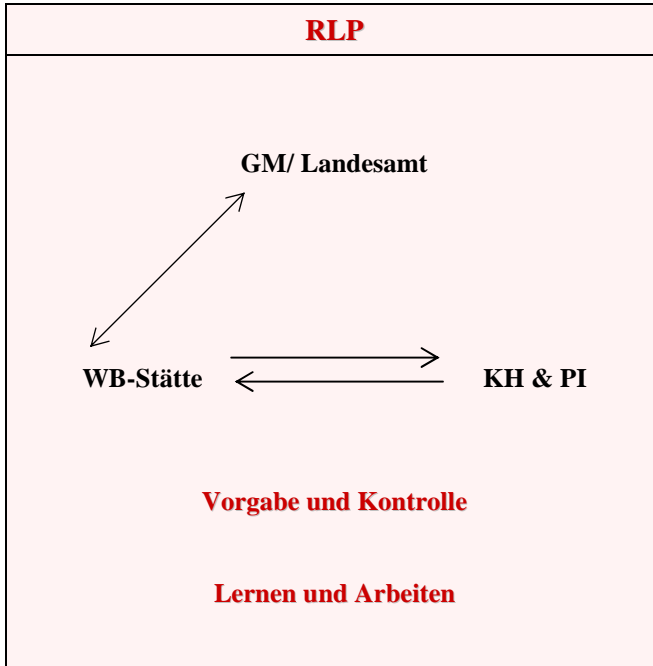 RLP
GM/ Landesamt
WB-Stätte KH & PI
Vorgabe und Kontrolle
Lernen und Arbeiten